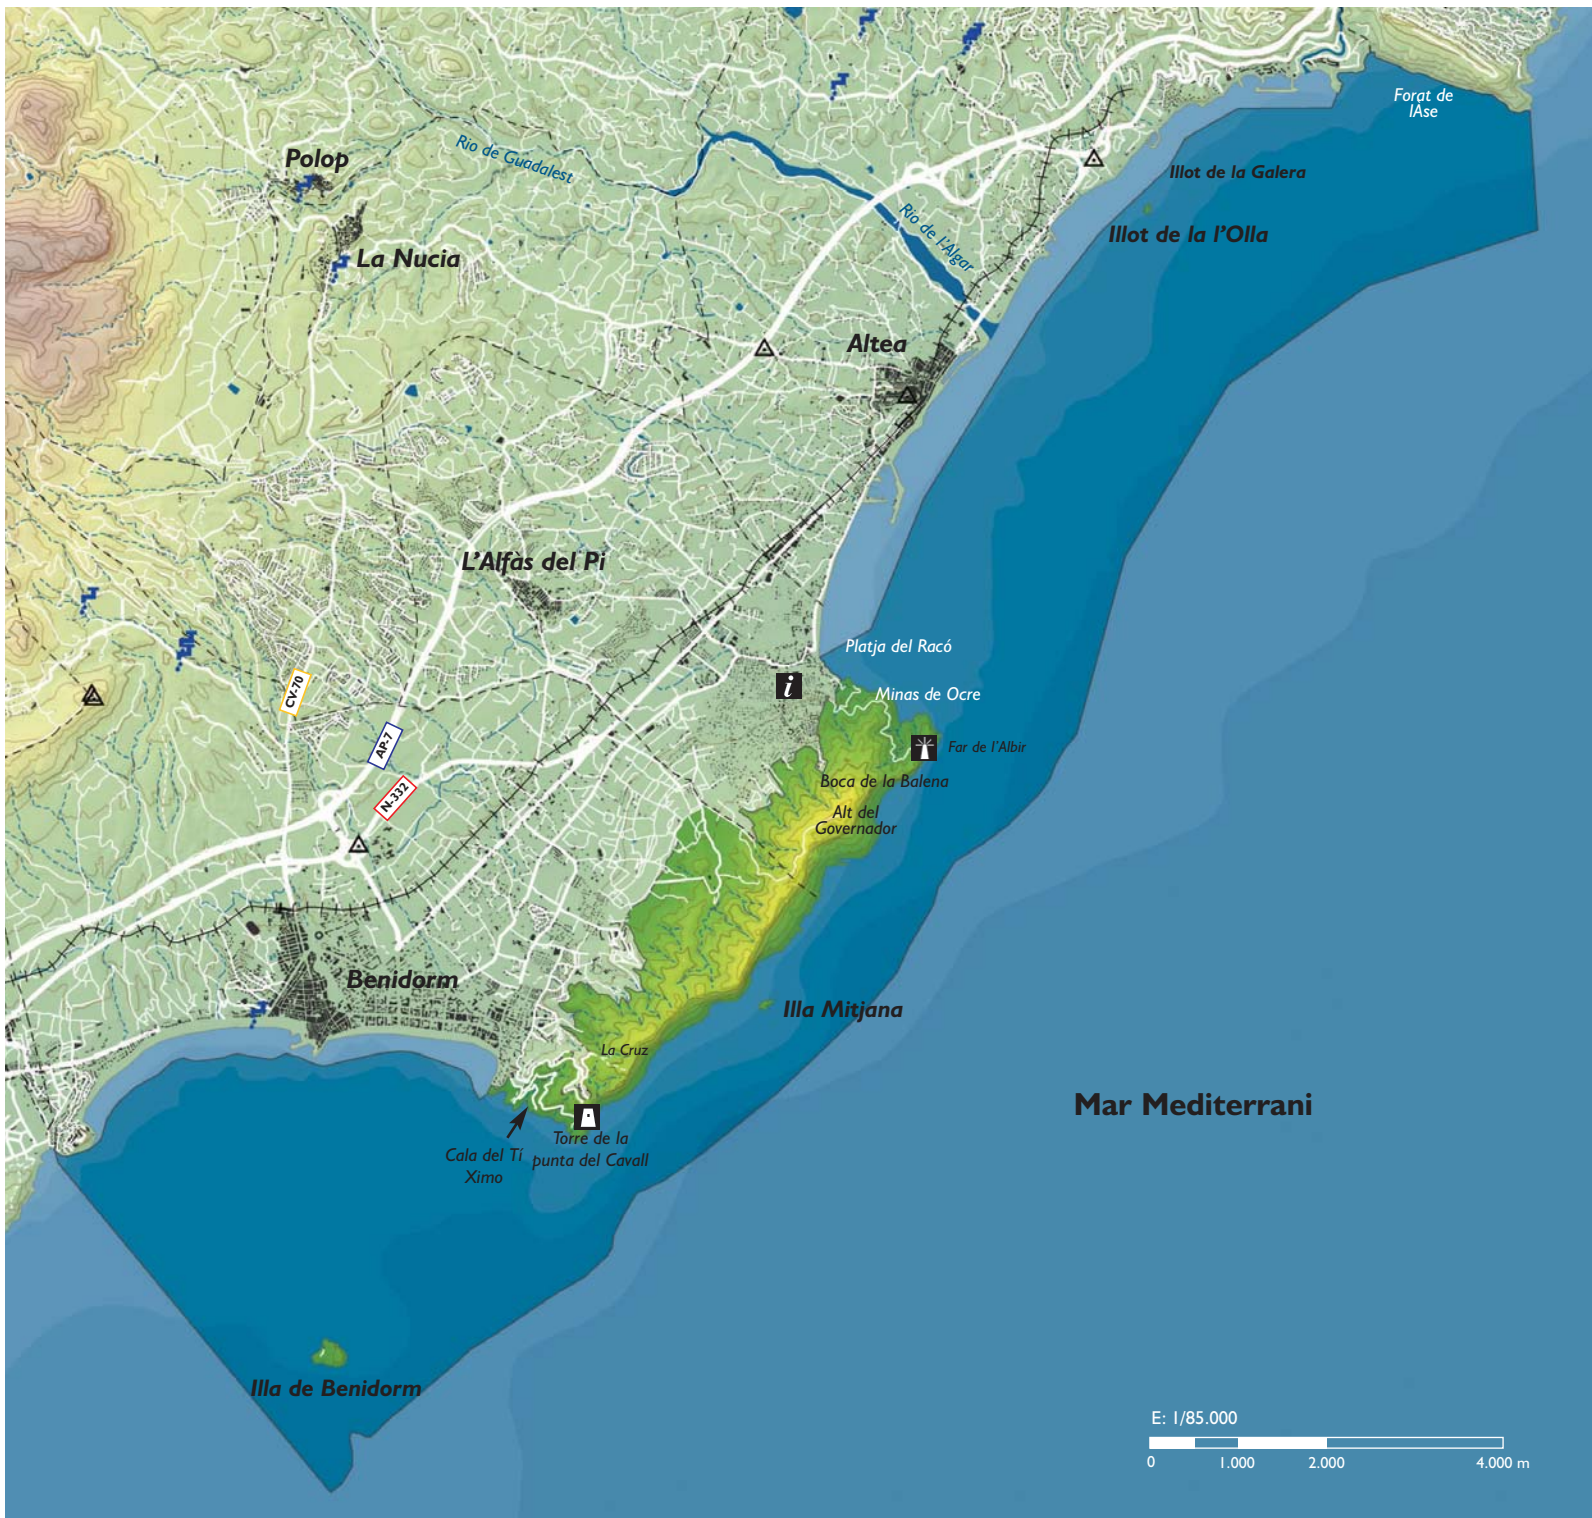 Forat de
lAse
Polop
Rio de Guadalest
Illot de la Galera
Rio de l'Algar
Illot de la l'Olla
La Nucia
Altea
L'Alfàs del Pi
Platja del Racó
i
Minas de Ocre
CV-70
AP-7
Far de l'Albir
Boca de la Balena
N-332
Alt del
Governador
Benidorm
Illa Mitjana
La Cruz
Mar Mediterrani
Torre de la
punta del Cavall
Cala del Tí
Ximo
Illa de Benidorm
E: 1/85.000
0 1.000 2.000 4.000 m